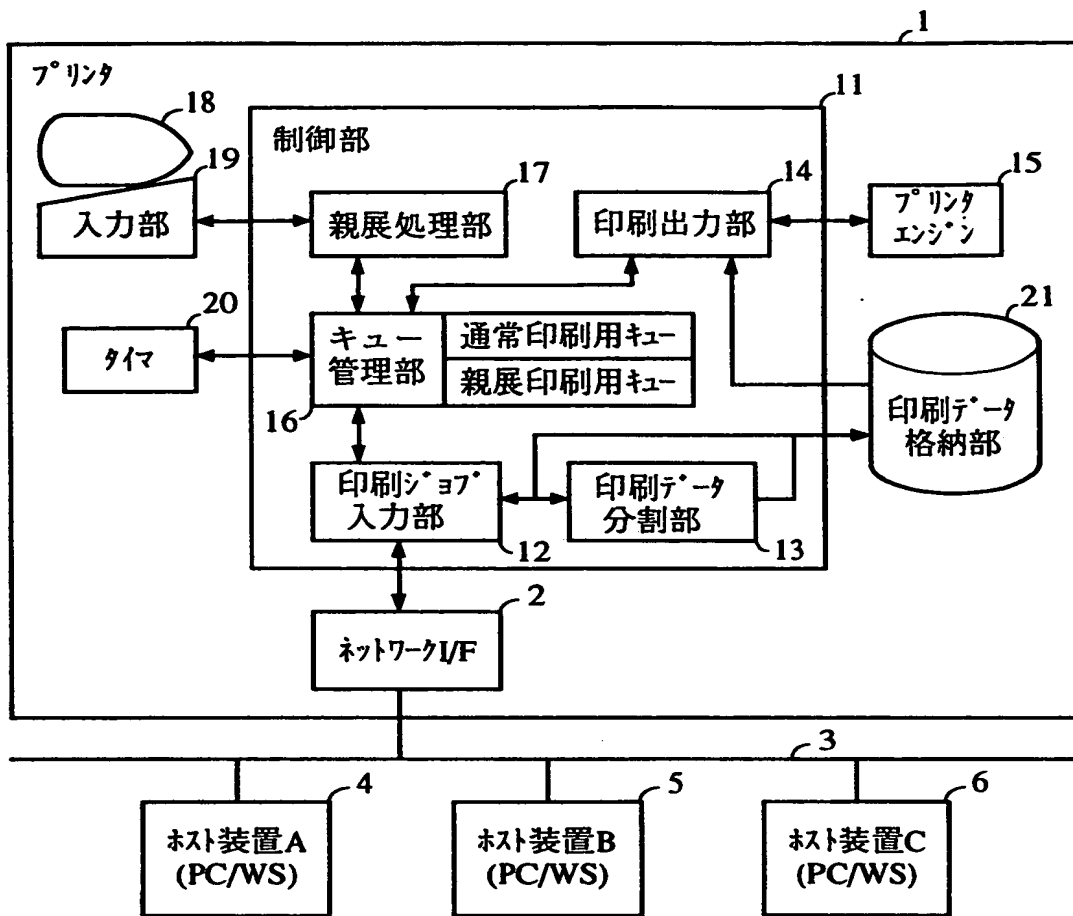 1
プリンタ
11
18
制御部
19
17
14
15
入力部
親展処理部
印刷出力部
プリンタ
エンジン
20
21
タイマ
キュー
管理部
通常印刷用キュー
親展印刷用キュー
16
印刷データ
格納部
印刷ジョブ
入力部
印刷データ
分割部
12
13
2
ネットワークI/F
3
4
5
6
ホスト装置A
(PC/WS)
ホスト装置B
(PC/WS)
ホスト装置C
(PC/WS)